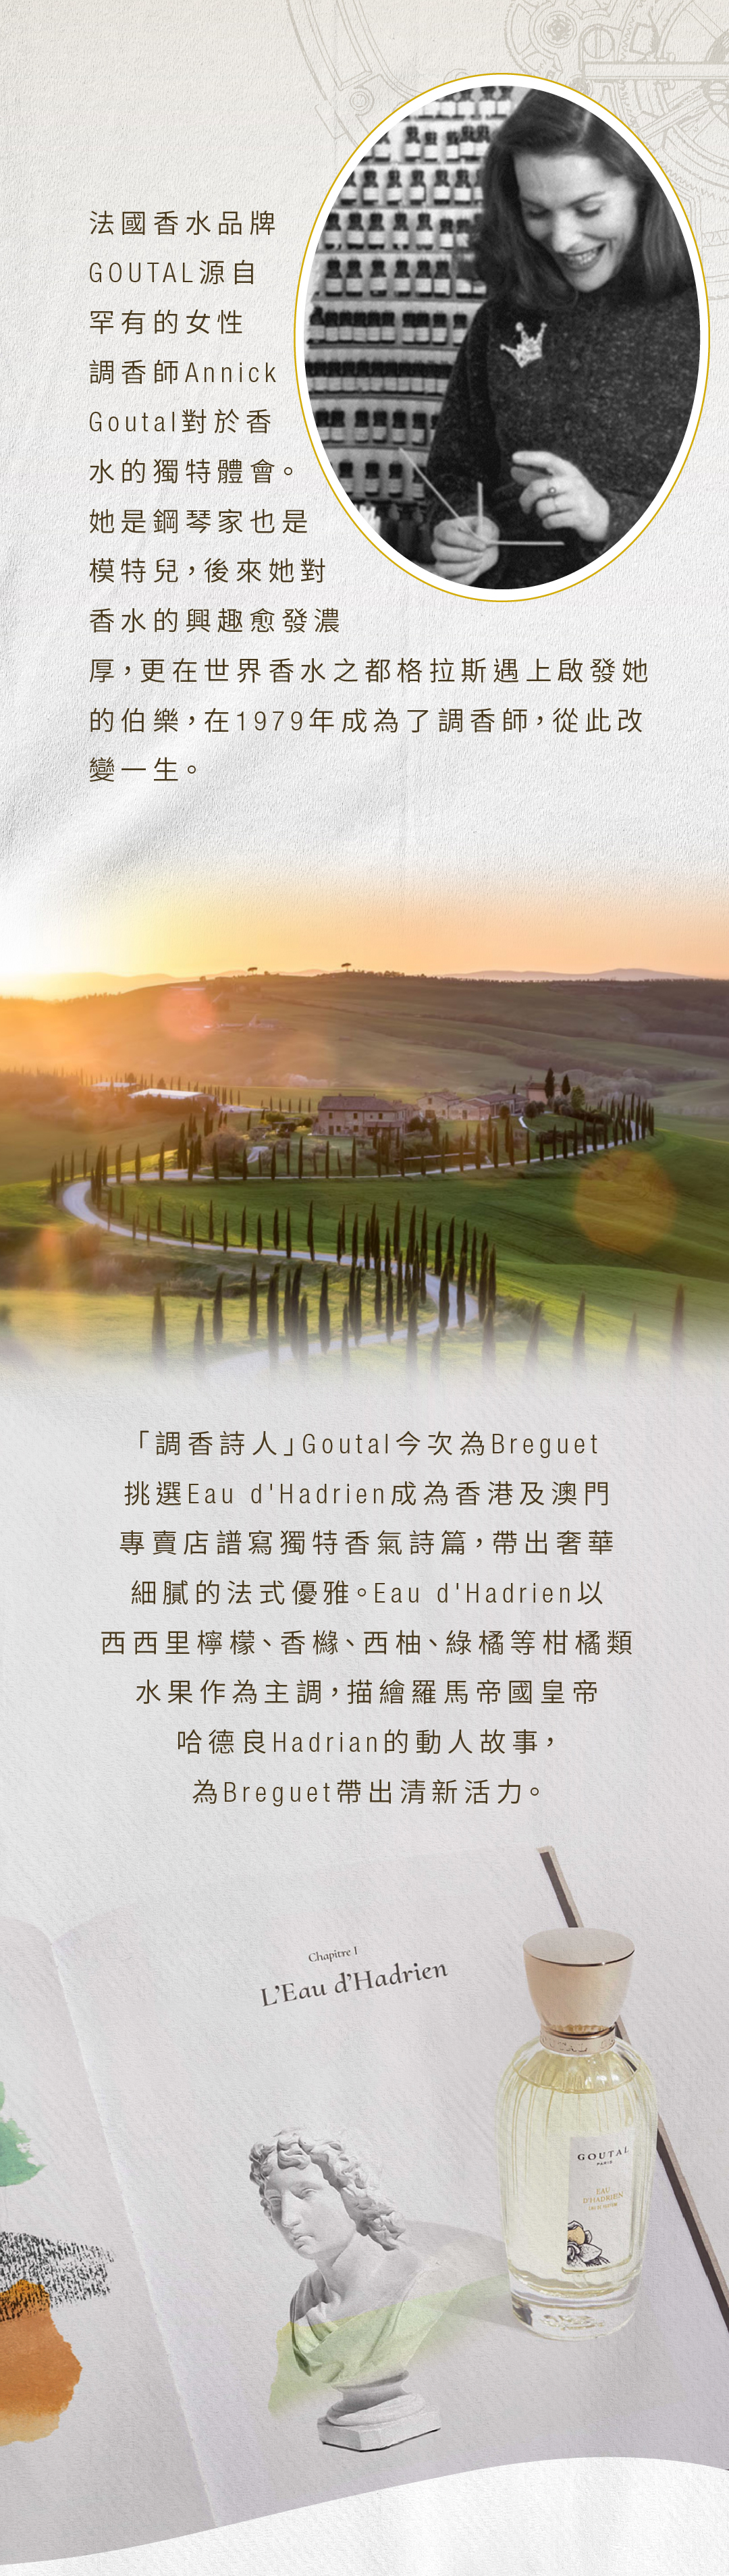 法國香水品牌
GOUTAL源自
罕有的女性
調香師Annick
Goutal對於香
水的獨特體會。
她是鋼琴家也是
模特兒，後來她對
香水的興趣愈發濃
厚，更在世界香水之都格拉斯遇上啟發她
的伯樂，在1979年成為了調香師，從此改
變一生。
「調香詩人」Goutal今次為Breguet
挑選Eau d'Hadrien成為香港及澳門
專賣店譜寫獨特香氣詩篇，帶出奢華
細膩的法式優雅。Eau d'Hadrien以
西西里檸檬、香櫞、西柚、綠橘等柑橘類
水果作為主調，描繪羅馬帝國皇帝
哈德良Hadrian的動人故事，
為Breguet帶出清新活力。
Chapitre I
L'Eau d'Hadrien
GOUTAL
PARIS
EAU
D'HADRIEN